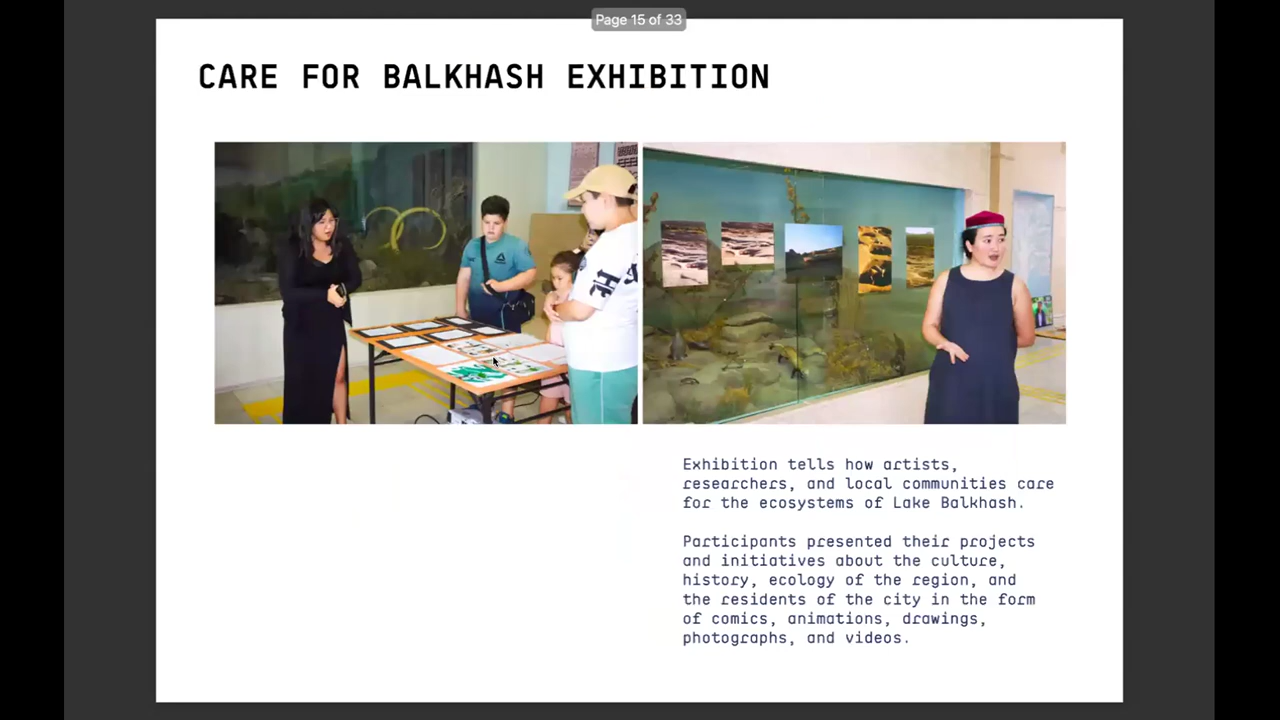 Page 15 of 33
CARE FOR BALKHASH EXHIBITION
Exhibition tells how artists,
researchers, and local communities care
for the ecosystems of Lake Balkhash.
Participants presented their projects
and initiatives about the culture,
history, ecology of the region, and
the residents of the city in the form
of comics, animations, drawings,
photographs, and videos.